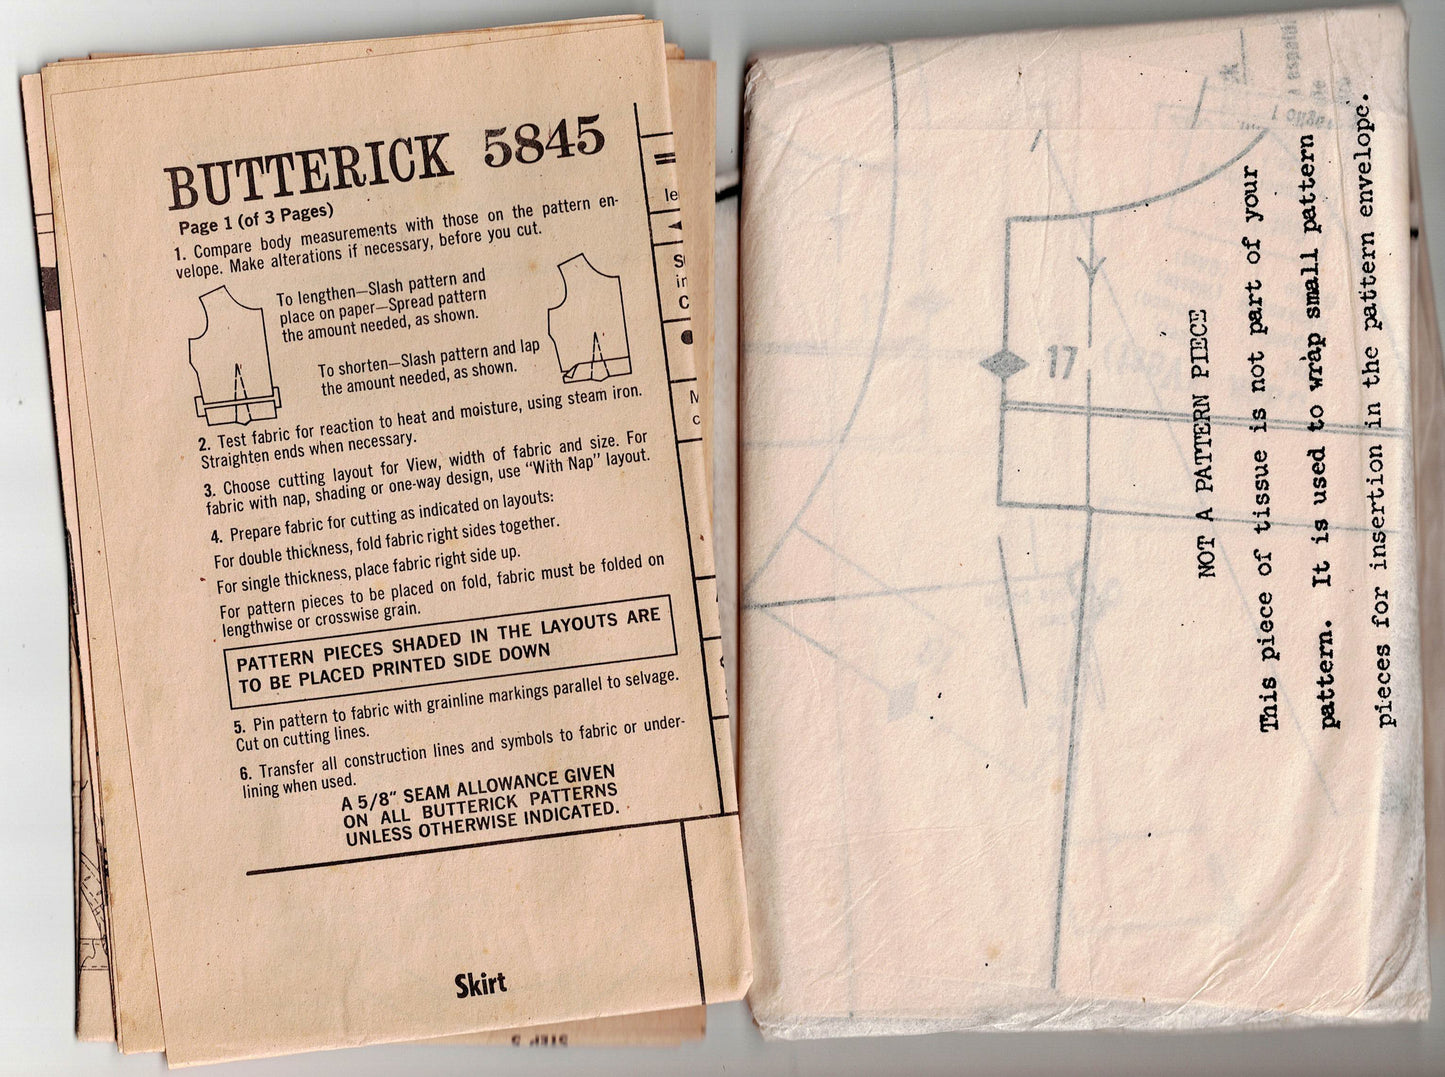 BUTTERICK 5845
Page 1 (of 3 Pages)
1. Compare body measurements with those on the pattern en-
velope. Make alterations if necessary, before you cut.
To lengthen—Slash pattern and
place on paper—Spread pattern
the amount needed, as shown.
To shorten—Slash pattern and lap
the amount needed, as shown.
2. Test fabric for reaction to heat and moisture, using steam iron.
Straighten ends when necessary.
3. Choose cutting layout for View, width of fabric and size. For
fabric with nap, shading or one-way design, use "With Nap" layout.
4. Prepare fabric for cutting as indicated on layouts:
For double thickness, fold fabric right sides together.
For single thickness, place fabric right side up.
For pattern pieces to be placed on fold, fabric must be folded on
lengthwise or crosswise grain.
PATTERN PIECES SHADED IN THE LAYOUTS ARE
TO BE PLACED PRINTED SIDE DOWN
5. Pin pattern to fabric with grainline markings parallel to selvage.
Cut on cutting lines.
6. Transfer all construction lines and symbols to fabric or under-
lining when used.
A 5/8" SEAM ALLOWANCE GIVEN
ON ALL BUTTERICK PATTERNS
UNLESS OTHERWISE INDICATED.
Skirt
STEP 5
le
in
C
M
c
17
NOT A PATTERN PIECE
This piece of tissue is not part of your
pattern. It is used to wrap small pattern
pieces for insertion in the pattern envelope.